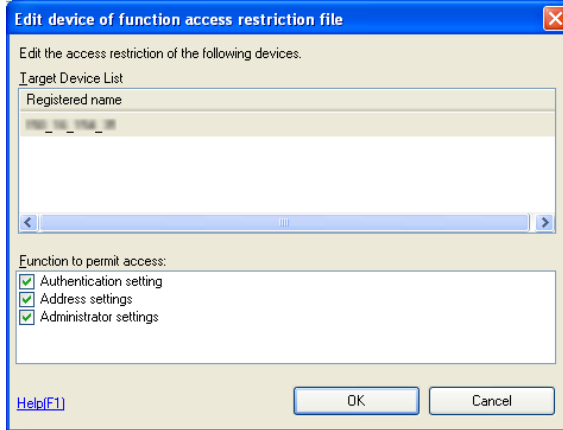 Edit device of function access restriction file
Edit the access restriction of the following devices.
Target Device List
Registered name
Function to permit access:
Authentication setting
Address settings
Administrator settings
Help(F1)
OK
Cancel